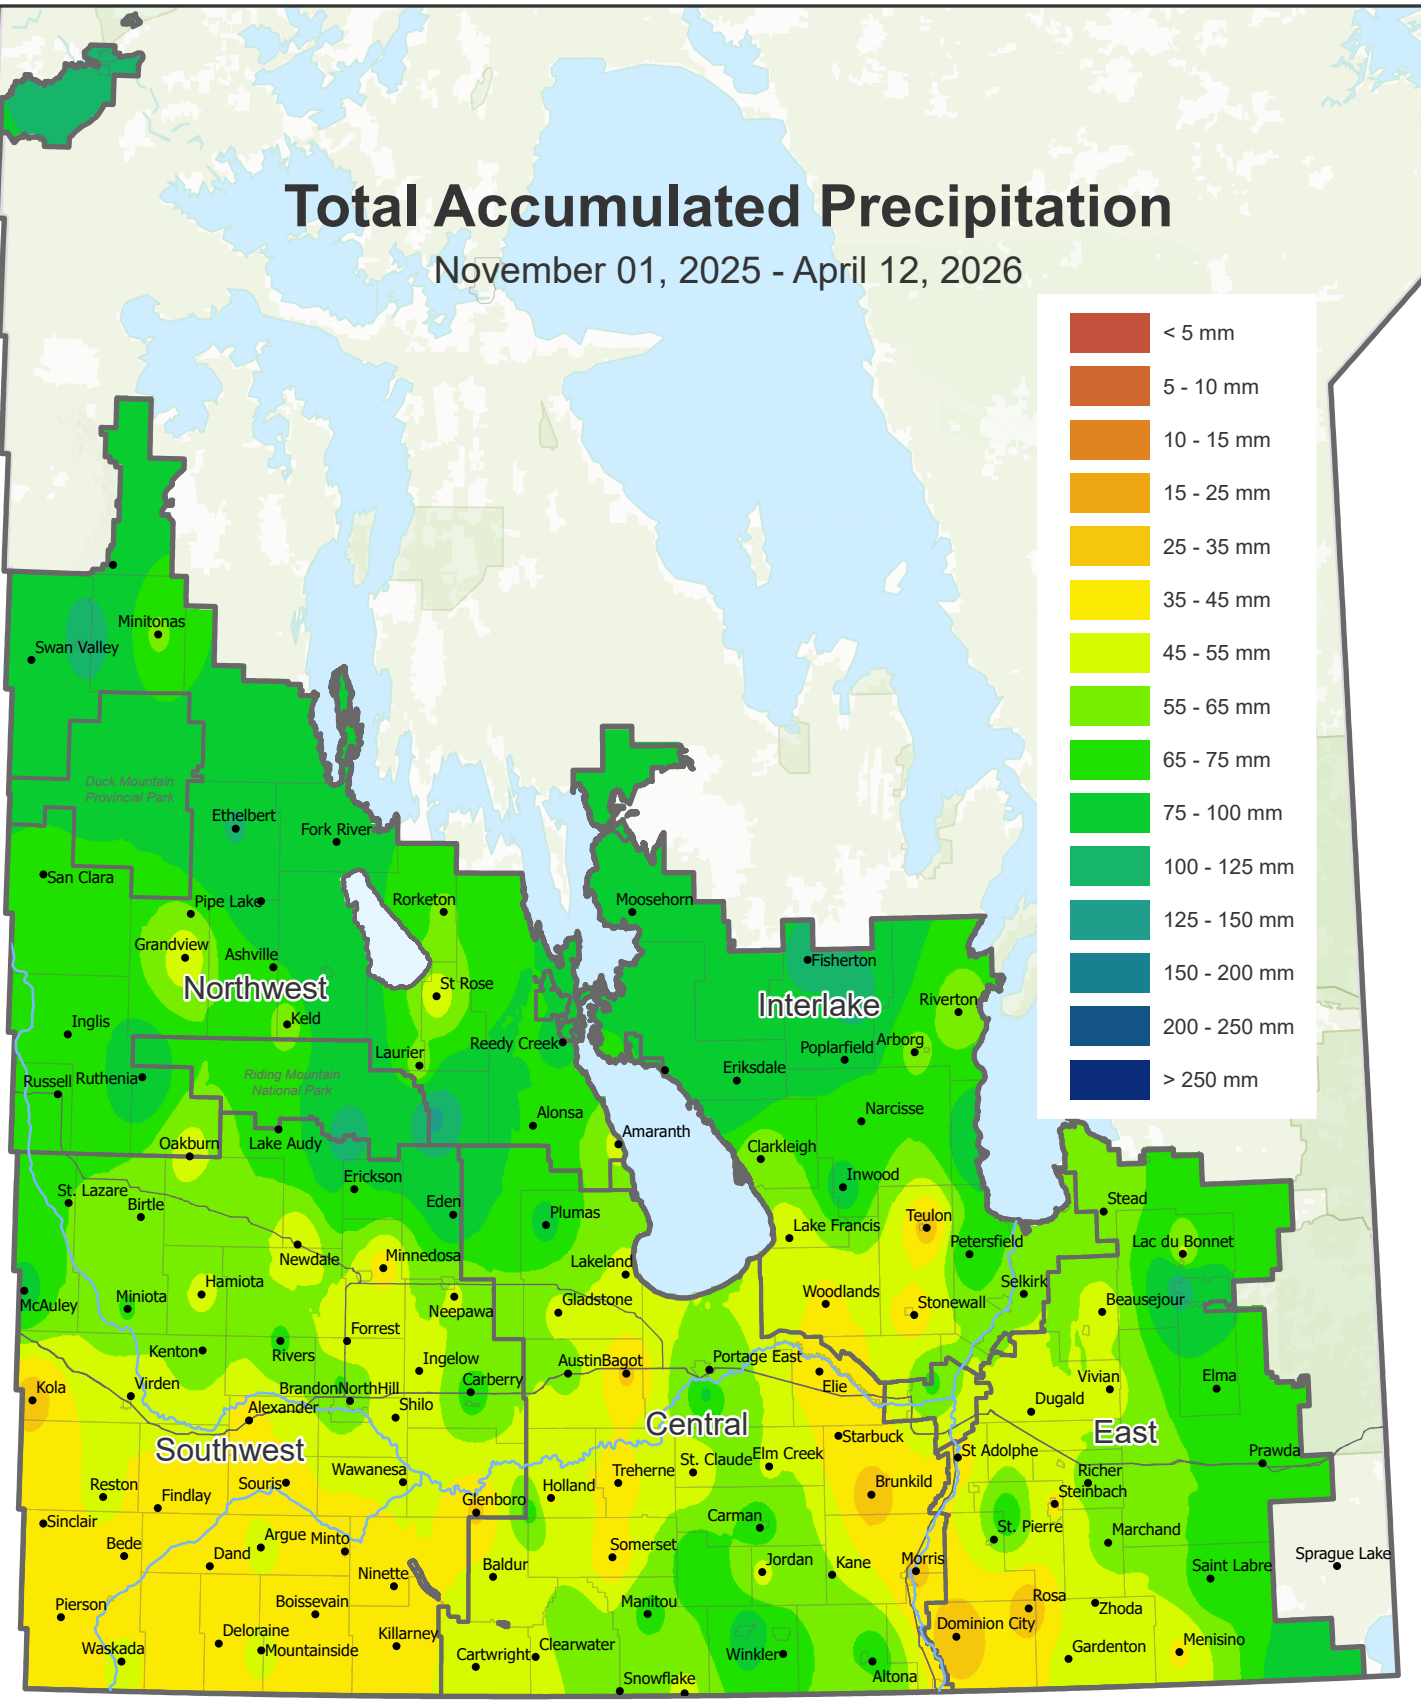 Total Accumulated Precipitation
November 01, 2025 - April 12, 2026
< 5 mm
5 - 10 mm
10 - 15 mm
15 - 25 mm
25 - 35 mm
35 - 45 mm
45 - 55 mm
55 - 65 mm
65 - 75 mm
75 - 100 mm
100 - 125 mm
125 - 150 mm
150 - 200 mm
200 - 250 mm
> 250 mm
Minitonas
Swan Valley
Duck Mountain
Provincial Park
Ethelbert
Fork River
San Clara
Pipe Lake
Rorketon
Moosehorn
Grandview
Ashville
Fisherton
Northwest
St Rose
Interlake
Riverton
Inglis
Keld
Reedy Creek
Laurier
Poplarfield
Arborg
Eriksdale
Russell
Ruthenia
Riding Mountain
National Park
Narcisse
Alonsa
Amaranth
Oakburn
Lake Audy
Clarkleigh
Erickson
Inwood
St. Lazare
Birtle
Eden
Plumas
Stead
Lake Francis
Teulon
Newdale
Minnedosa
Lakeland
Petersfield
Lac du Bonnet
Hamiota
McAuley
Miniota
Neepawa
Gladstone
Woodlands
Stonewall
Selkirk
Beausejour
Forrest
Kenton
Rivers
Ingelow
Austin
Bagot
Portage East
Elie
Kola
Virden
BrandonNorthHill
Carberry
Vivian
Elma
Alexander
Shilo
Dugald
Central
East
Southwest
Starbuck
St Adolphe
Prawda
Wawanesa
St. Claude
Elm Creek
Treherne
Richer
Reston
Souris
Holland
Brunkild
Steinbach
Findlay
Glenboro
Sinclair
Carman
St. Pierre
Marchand
Argue
Minto
Bede
Dand
Somerset
Sprague Lake
Baldur
Jordan
Kane
Morris
Saint Labre
Ninette
Pierson
Boissevain
Manitou
Rosa
Zhoda
Dominion City
Deloraine
Killarney
Waskada
Mountainside
Cartwright
Clearwater
Winkler
Gardenton
Menisino
Snowflake
Altona